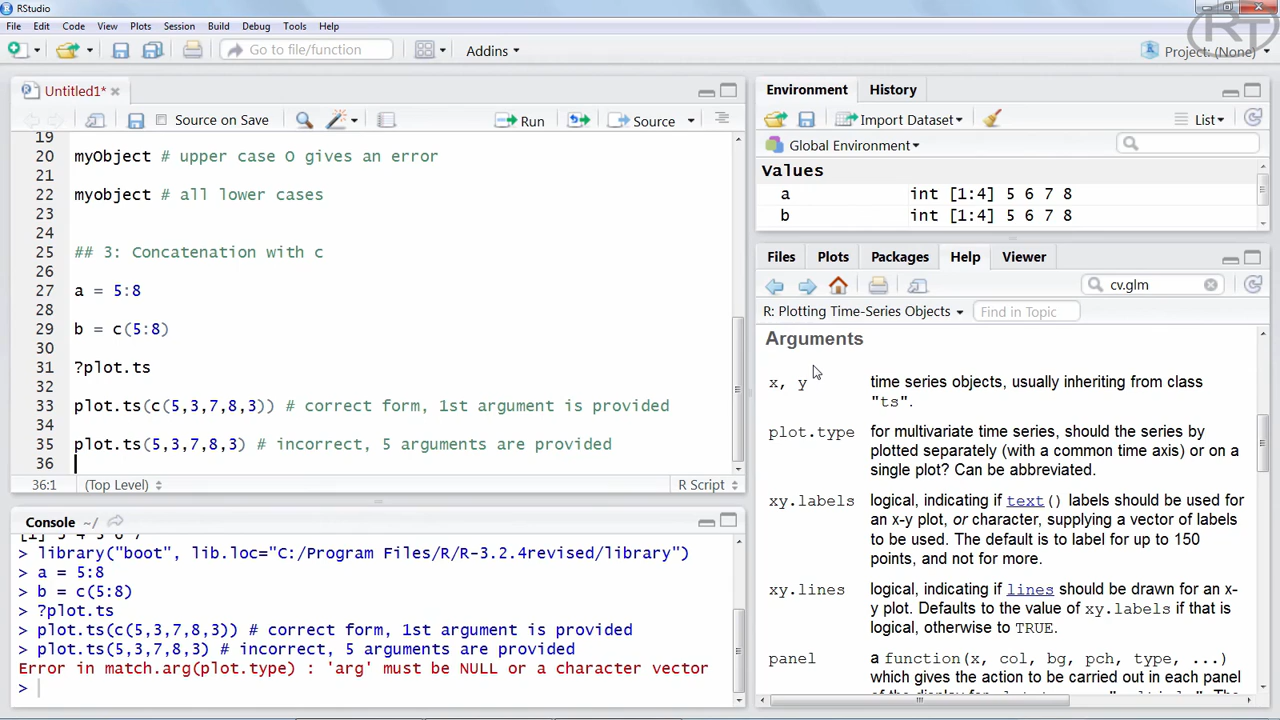 RStudio
File Edit Code View Plots Session Build Debug Tools Help
Go to file/function Addins
RT
Project: (None)
Untitled1*
Source on Save Run Source
19
20 myObject # upper case O gives an error
21
22 myobject # all lower cases
23
24
25 ## 3: Concatenation with c
26
27 a = 5:8
28
29 b = c(5:8)
30
31 ?plot.ts
32
33 plot.ts(c(5,3,7,8,3)) # correct form, 1st argument is provided
34
35 plot.ts(5,3,7,8,3) # incorrect, 5 arguments are provided
36
36:1 (Top Level) R Script
Console ~/
> library("boot", lib.loc="C:/Program Files/R/R-3.2.4revised/library")
> a = 5:8
> b = c(5:8)
> ?plot.ts
> plot.ts(c(5,3,7,8,3)) # correct form, 1st argument is provided
> plot.ts(5,3,7,8,3) # incorrect, 5 arguments are provided
Error in match.arg(plot.type) : 'arg' must be NULL or a character vector
>
Environment History
Import Dataset List
Global Environment
Values
a int [1:4] 5 6 7 8
b int [1:4] 5 6 7 8
Files Plots Packages Help Viewer
cv.glm
R: Plotting Time-Series Objects Find in Topic
Arguments
x, y time series objects, usually inheriting from class
"ts".
plot.type for multivariate time series, should the series by
plotted separately (with a common time axis) or on a
single plot? Can be abbreviated.
xy.labels logical, indicating if text() labels should be used for
an x-y plot, or character, supplying a vector of labels
to be used. The default is to label for up to 150
points, and not for more.
xy.lines logical, indicating if lines should be drawn for an x-
y plot. Defaults to the value of xy.labels if that is
logical, otherwise to TRUE.
panel a function(x, col, bg, pch, type, ...)
which gives the action to be carried out in each panel